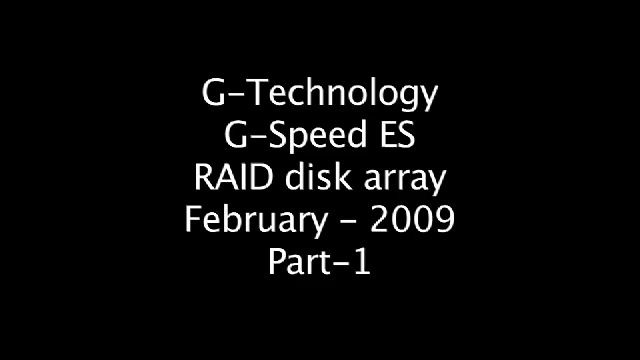 G-Technology
G-Speed ES
RAID disk array
February - 2009
Part-1